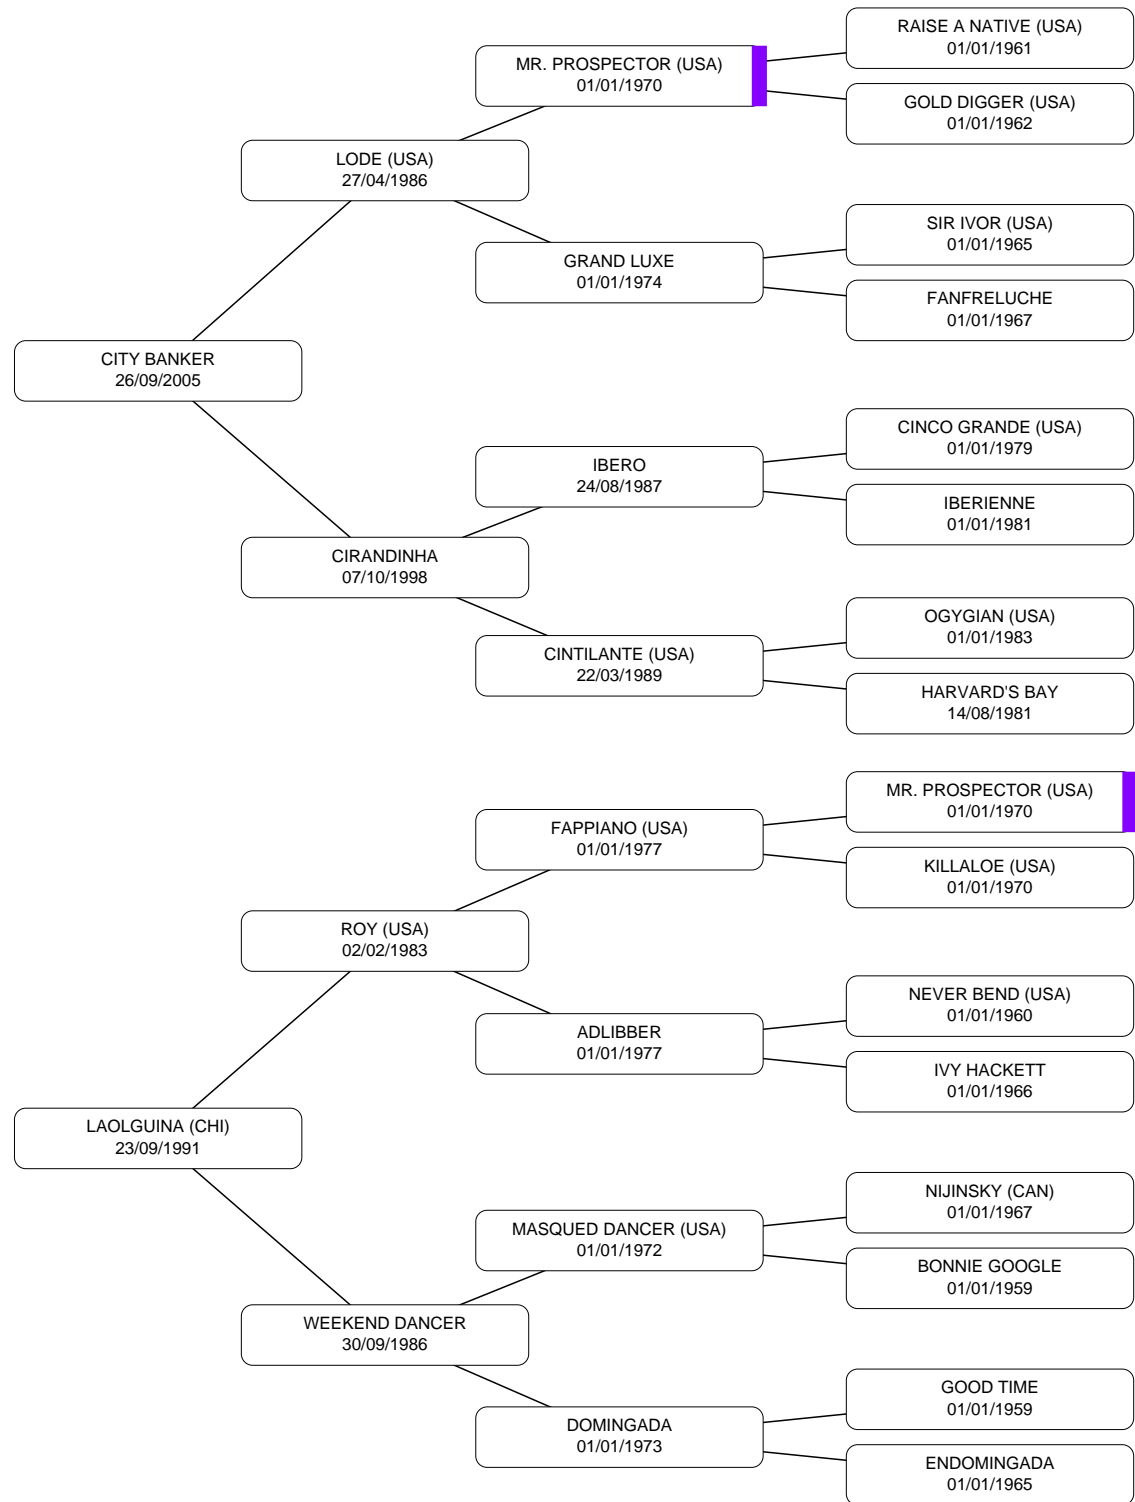 RAISE A NATIVE (USA)
01/01/1961
MR. PROSPECTOR (USA)
01/01/1970
GOLD DIGGER (USA)
01/01/1962
LODE (USA)
27/04/1986
SIR IVOR (USA)
01/01/1965
GRAND LUXE
01/01/1974
FANFRELUCHE
01/01/1967
CITY BANKER
26/09/2005
CINCO GRANDE (USA)
01/01/1979
IBERO
24/08/1987
IBERIENNE
01/01/1981
CIRANDINHA
07/10/1998
OGYGIAN (USA)
01/01/1983
CINTILANTE (USA)
22/03/1989
HARVARD'S BAY
14/08/1981
MR. PROSPECTOR (USA)
01/01/1970
FAPPIANO (USA)
01/01/1977
KILLALOE (USA)
01/01/1970
ROY (USA)
02/02/1983
NEVER BEND (USA)
01/01/1960
ADLIBBER
01/01/1977
IVY HACKETT
01/01/1966
LAOLGUINA (CHI)
23/09/1991
NIJINSKY (CAN)
01/01/1967
MASQUED DANCER (USA)
01/01/1972
BONNIE GOOGLE
01/01/1959
WEEKEND DANCER
30/09/1986
GOOD TIME
01/01/1959
DOMINGADA
01/01/1973
ENDOMINGADA
01/01/1965